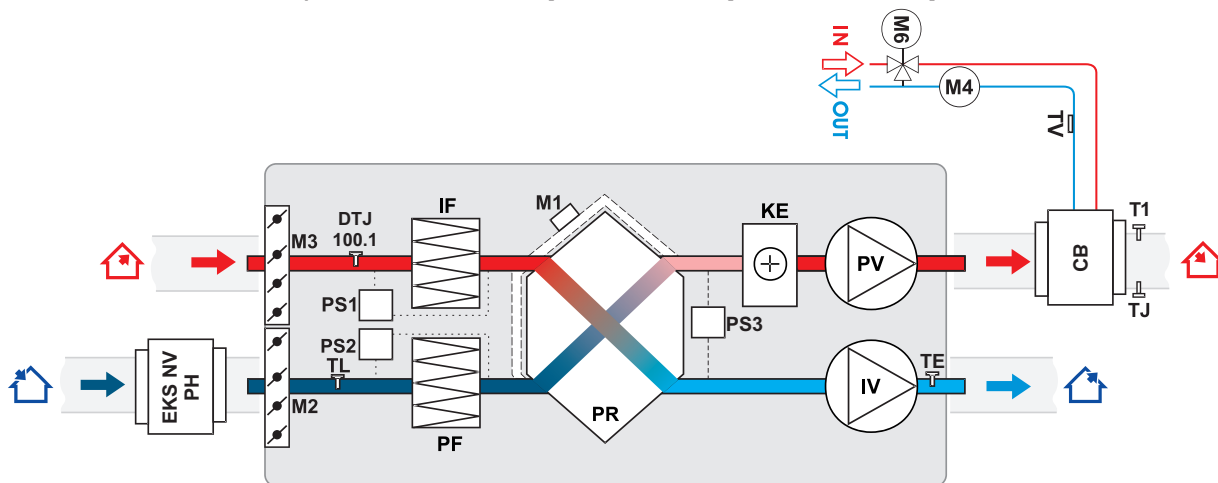 M6
IN
M4
OUT
TV
IF
M1
KE
DTJ
100.1
M3
T1
PV
CB
PS1
PS3
TJ
PS2
EKS NV
PH
TL
TE
M2
IV
PR
PF